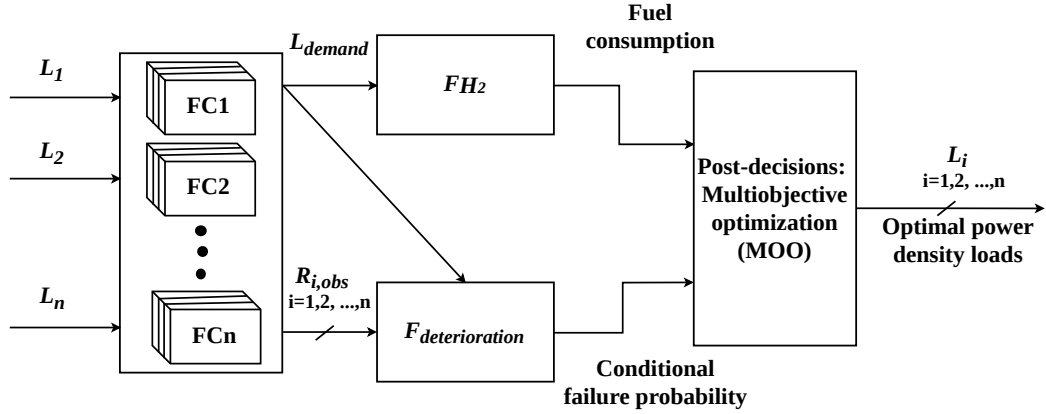 L1
L2
Ln
FC1
FC2
FCn
Ldemand
Ri,obs
i=1,2, ...,n
FH2
Fdeterioration
Fuel
consumption
Conditional
failure probability
Post-decisions:
Multiobjective
optimization
(MOO)
Li
i=1,2, ...,n
Optimal power
density loads